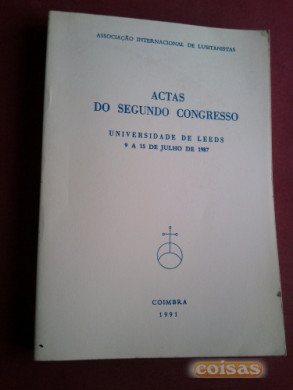 ASSOCIAÇÃO INTERNACIONAL DE LUSITANISTAS
ACTAS
DO SEGUNDO CONGRESSO
UNIVERSIDADE DE LEEDS
9 A 15 DE JULHO DE 1987
COIMBRA
1991
coisas